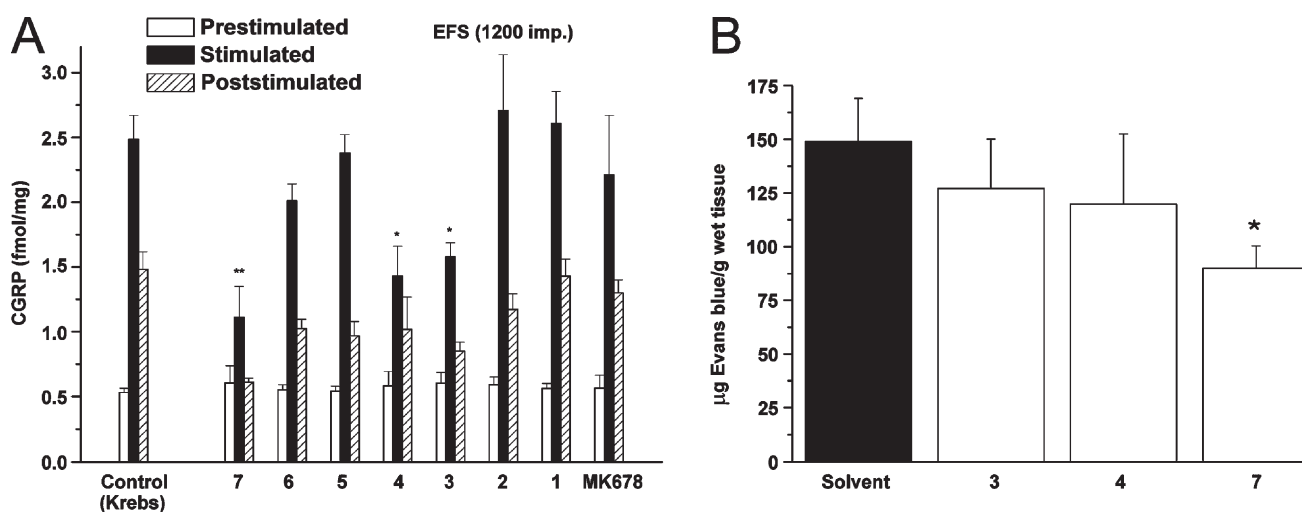 A
Prestimulated
Stimulated
Poststimulated
EFS (1200 imp.)
CGRP (fmol/mg)
3.0
2.5
2.0
1.5
1.0
0.5
0.0
**
*
*
Control
(Krebs)
7 6 5 4 3 2 1 MK678
B
µg Evans blue/g wet tissue
175
150
125
100
75
50
25
0
*
Solvent 3 4 7